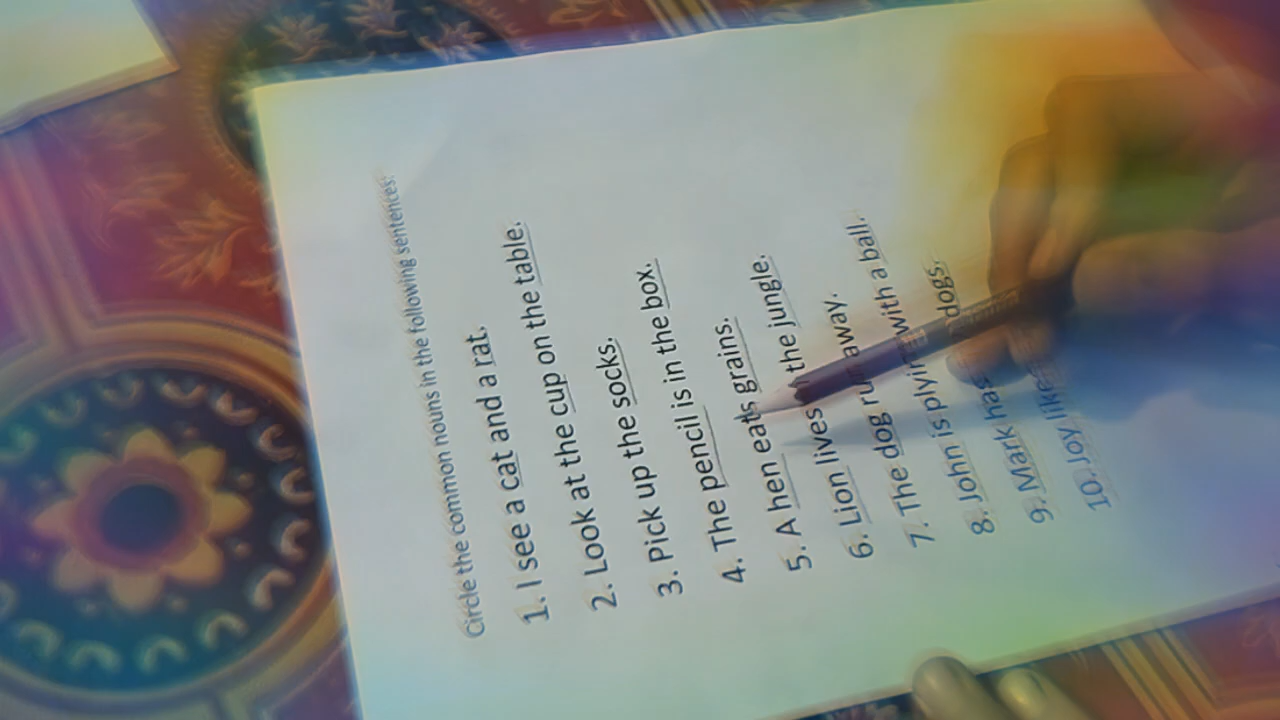 Circle the common nouns in the following sentences:
1. I see a cat and a rat.
2. Look at the cup on the table.
3. Pick up the socks.
4. The pencil is in the box.
5. A hen eats grains.
6. Lion lives the jungle.
7. The dog run away.
8. John is with a ball.
9. Mark has dogs.
10. Joy